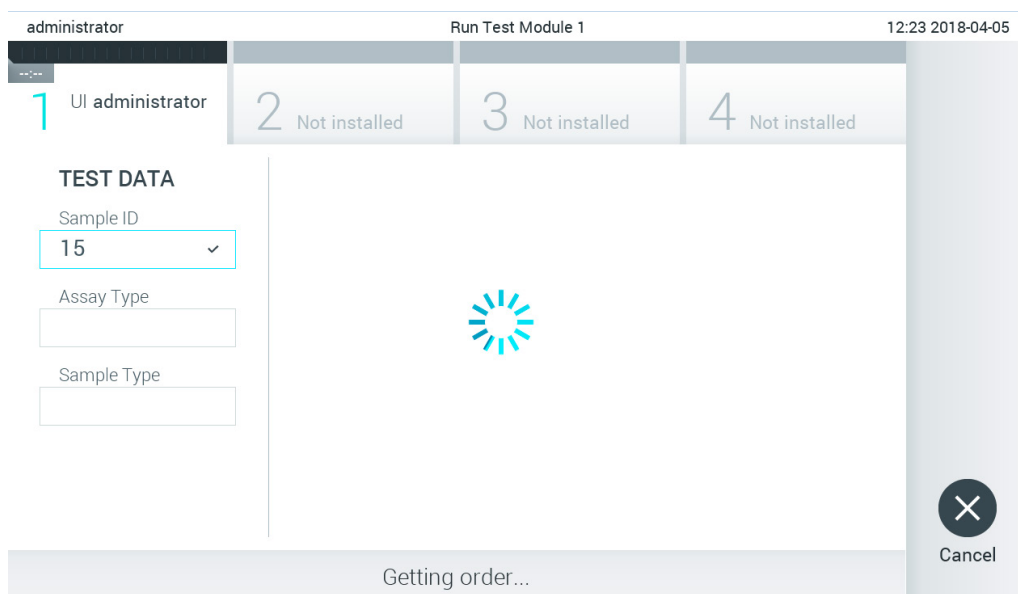 administrator Run Test Module 1 12:23 2018-04-05
--:--
1 UI administrator
2 Not installed
3 Not installed
4 Not installed
TEST DATA
Sample ID
15
Assay Type
Sample Type
Cancel
Getting order...